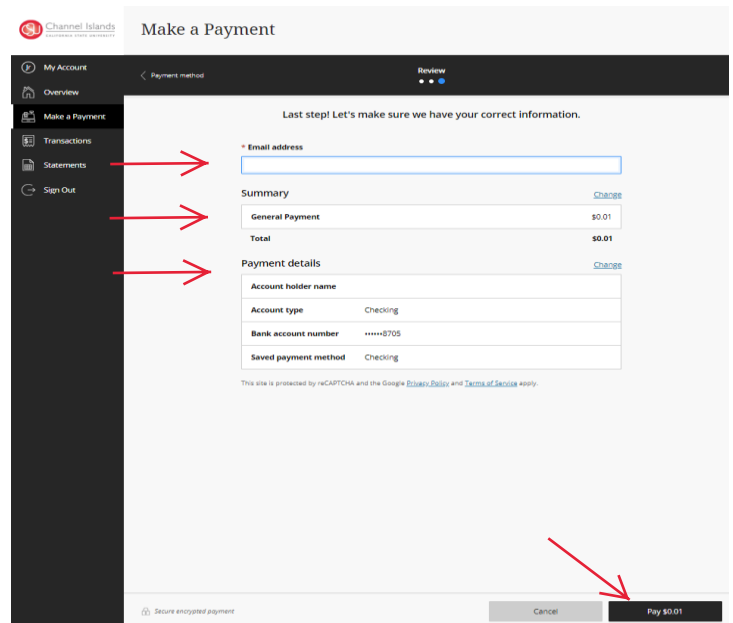 CSU Channel Islands
CALIFORNIA STATE UNIVERSITY
Make a Payment
My Account
Overview
Make a Payment
Transactions
Statements
Sign Out
Payment method
Review
Last step! Let's make sure we have your correct information.
* Email address
Summary Change
General Payment $0.01
Total $0.01
Payment details Change
Account holder name
Account type Checking
Bank account number ••••••8705
Saved payment method Checking
This site is protected by reCAPTCHA and the Google Privacy Policy and Terms of Service apply.
Secure encrypted payment Cancel Pay $0.01